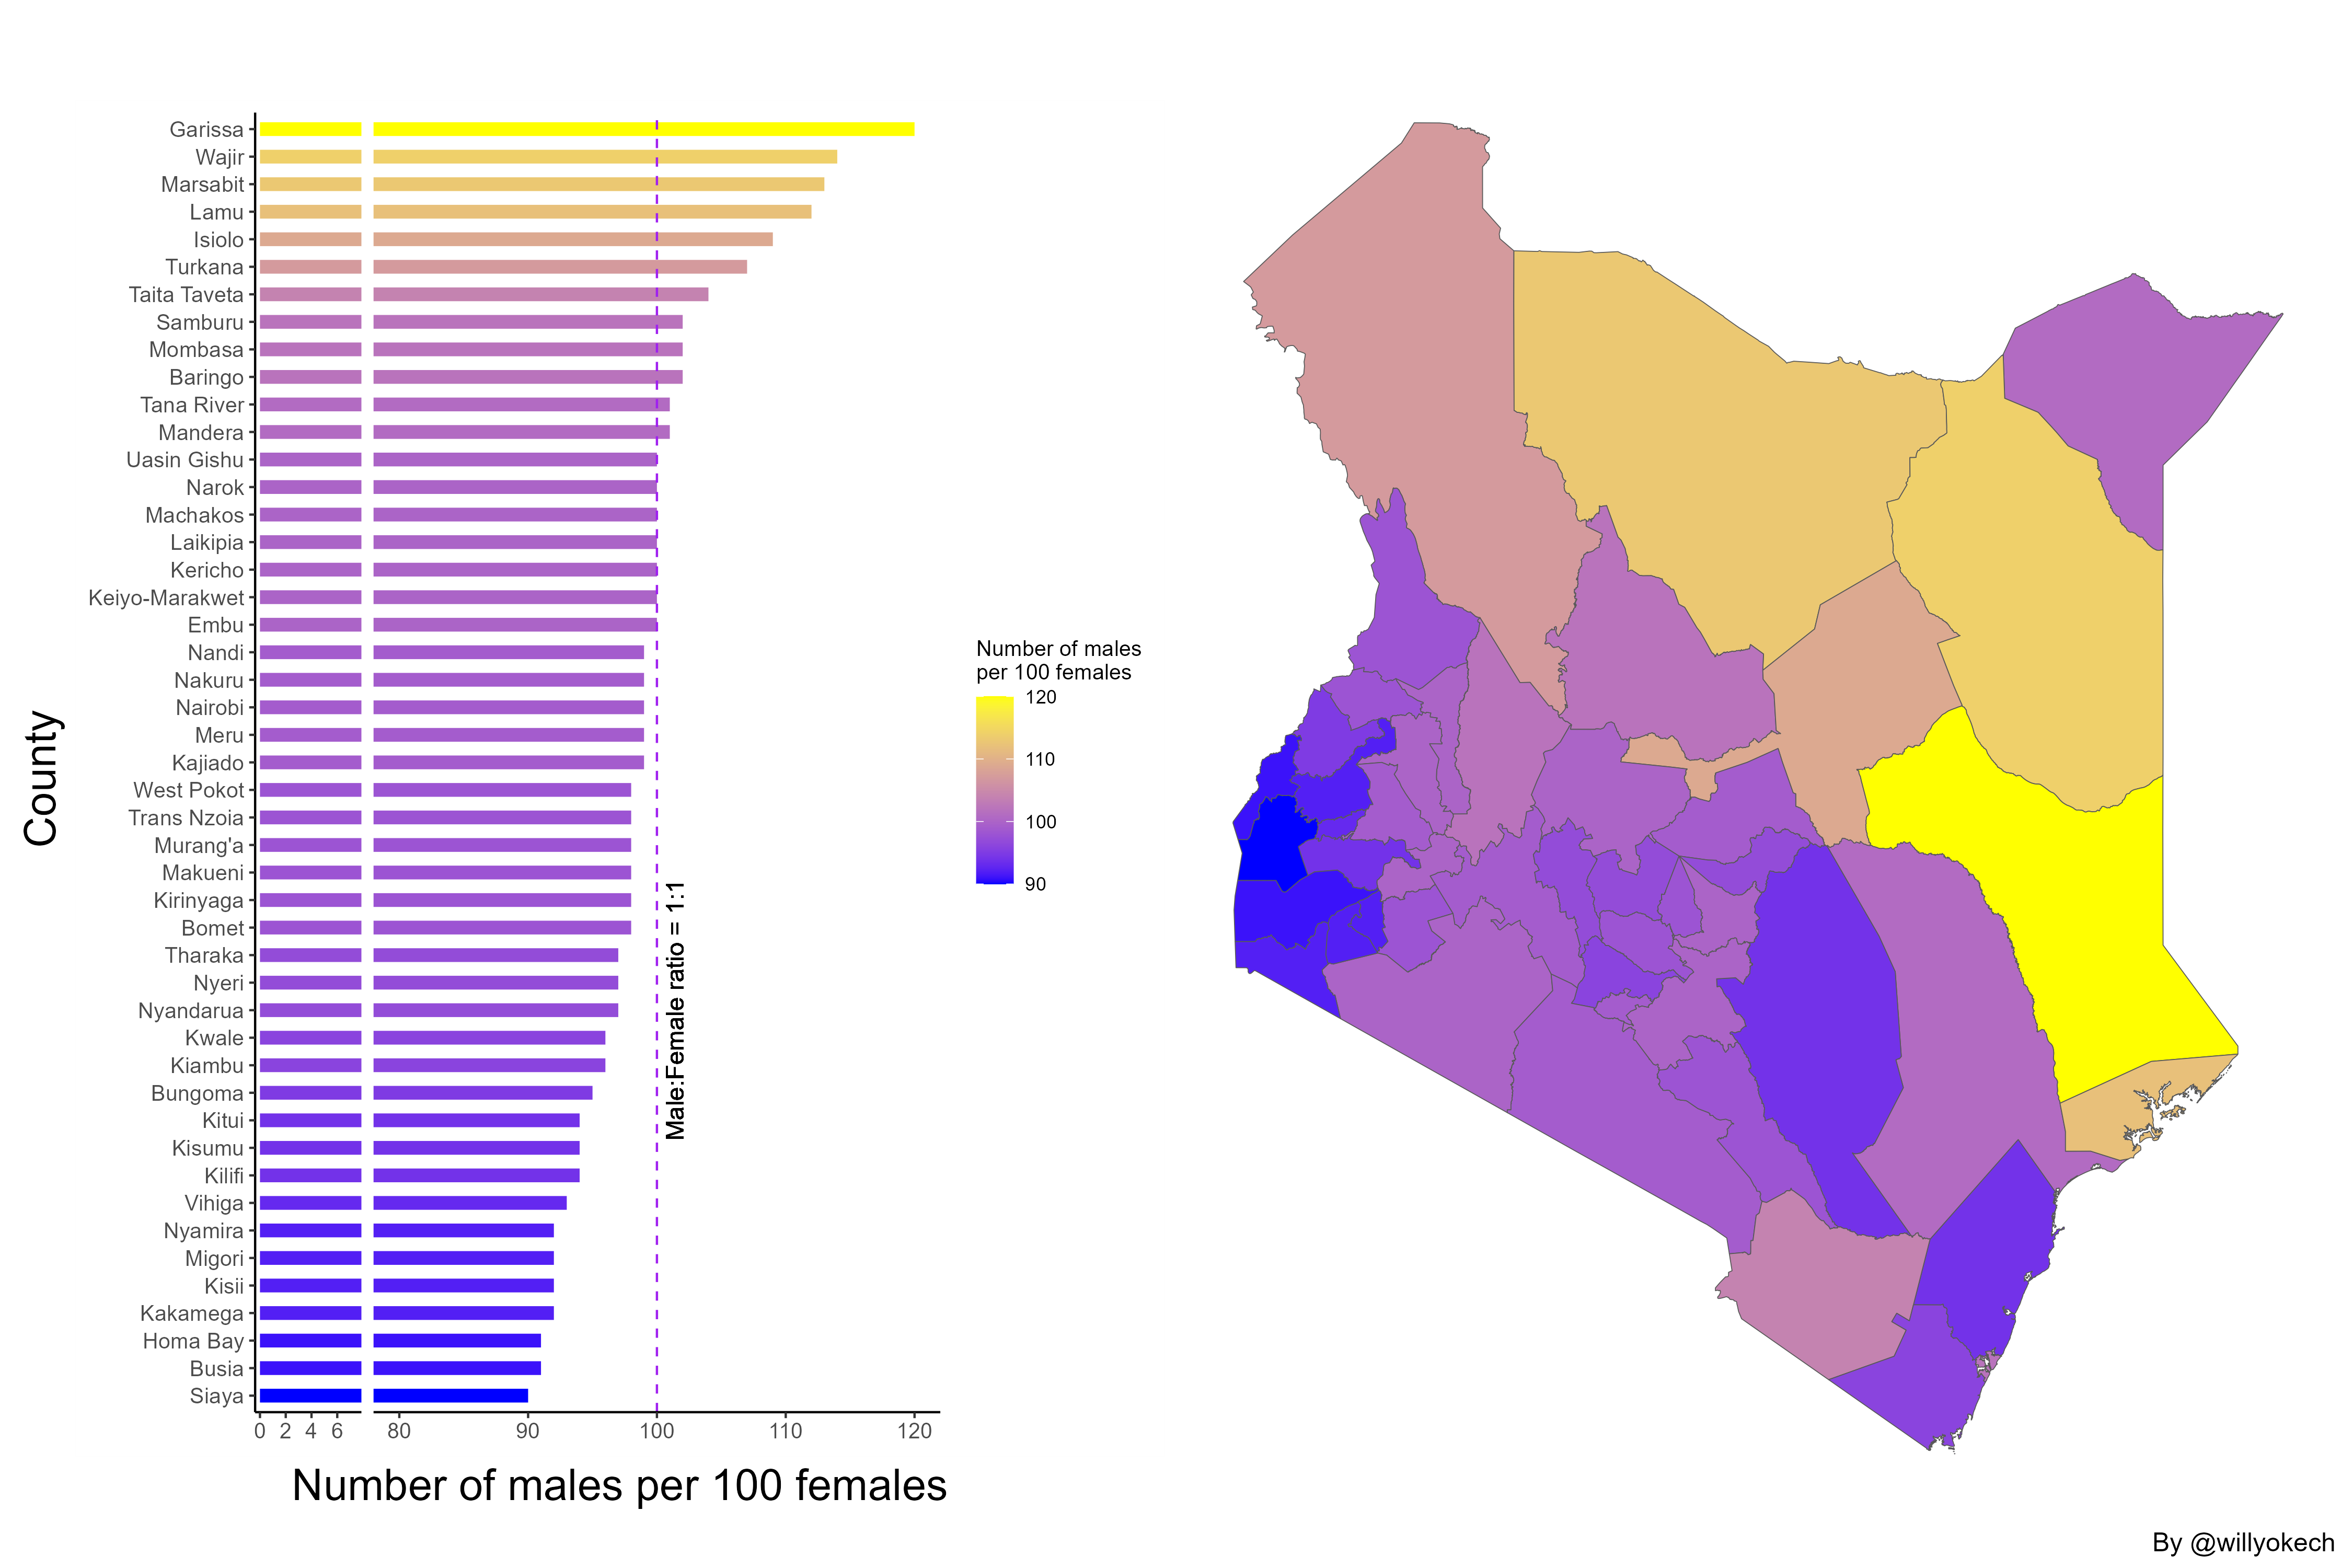 County
Garissa
Wajir
Marsabit
Lamu
Isiolo
Turkana
Taita Taveta
Samburu
Mombasa
Baringo
Tana River
Mandera
Uasin Gishu
Narok
Machakos
Laikipia
Kericho
Keiyo-Marakwet
Embu
Nandi
Nakuru
Nairobi
Meru
Kajiado
West Pokot
Trans Nzoia
Murang'a
Makueni
Kirinyaga
Bomet
Tharaka
Nyeri
Nyandarua
Kwale
Kiambu
Bungoma
Kitui
Kisumu
Kilifi
Vihiga
Nyamira
Migori
Kisii
Kakamega
Homa Bay
Busia
Siaya
0 2 4 6 80 90 100 110 120
Number of males per 100 females
Male:Female ratio = 1:1
Number of males
per 100 females
120
110
100
90
By @willyokech